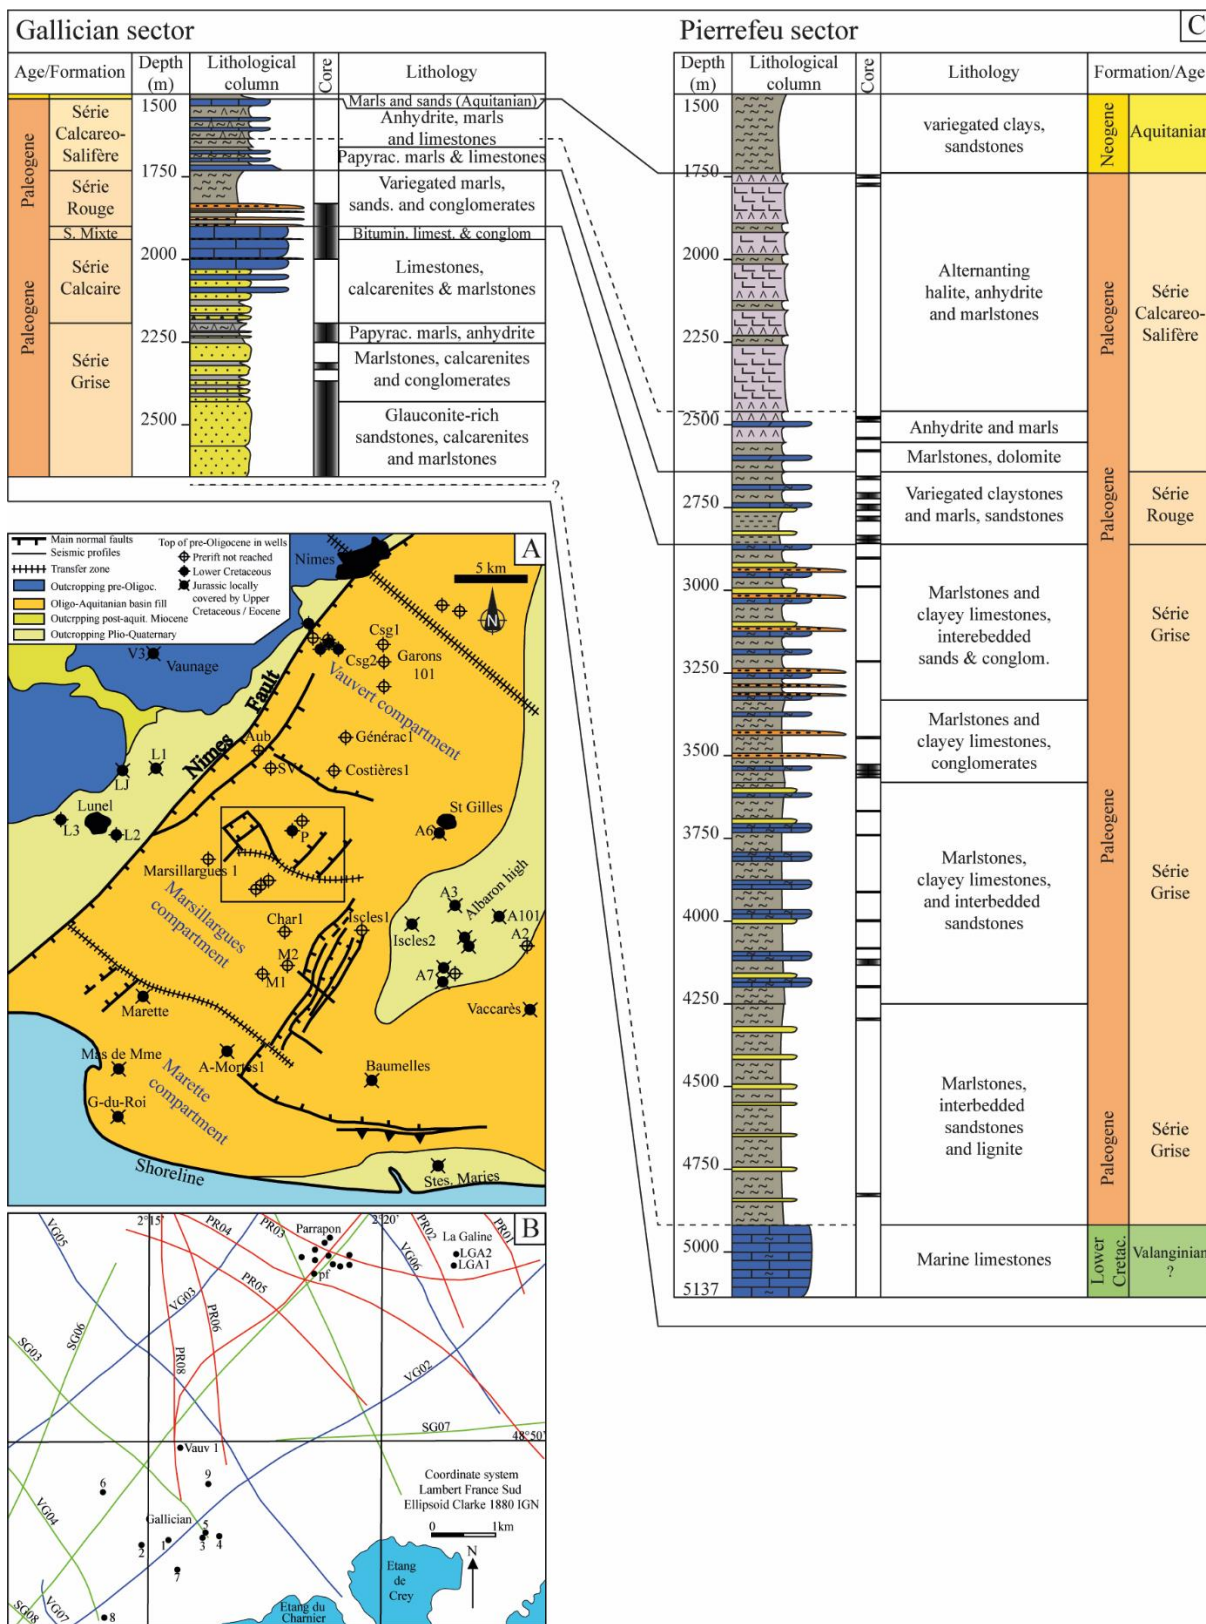 Gallician sector
Age/Formation
Depth
(m)
Lithological
column
Core
Lithology
1500
1750
2000
2250
2500
Paleogene
Paleogene
Série
Calcareo-
Salifère
Série
Rouge
S. Mixte
Série
Calcaire
Série
Grise
Marls and sands (Aquitanian)
Anhydrite, marls
and limestones
Papyrac. marls & limestones
Variegated marls,
sands. and conglomerates
Bitumin. limest. & conglom
Limestones,
calcarenites & marlstones
Papyrac. marls, anhydrite
Marlstones, calcarenites
and conglomerates
Glauconite-rich
sandstones, calcarenites
and marlstones
?
Pierrefeu sector
C
Depth
(m)
Lithological
column
Core
Lithology
Formation/Age
1500
1750
2000
2250
2500
2750
3000
3250
3500
3750
4000
4250
4500
4750
5000
5137
variegated clays,
sandstones
Alternanting
halite, anhydrite
and marlstones
Anhydrite and marls
Marlstones, dolomite
Variegated claystones
and marls, sandstones
Marlstones and
clayey limestones,
interebedded
sands & conglom.
Marlstones and
clayey limestones,
conglomerates
Marlstones,
clayey limestones,
and interbedded
sandstones
Marlstones,
interbedded
sandstones
and lignite
Marine limestones
Neogene
Paleogene
Paleogene
Paleogene
Paleogene
Lower
Cretac.
Aquitanian
Série
Calcareo-
Salifère
Série
Rouge
Série
Grise
Série
Grise
Série
Grise
Valanginian
?
A
Main normal faults
Seismic profiles
Transfer zone
Outcropping pre-Oligoc.
Oligo-Aquitanian basin fill
Outcrpping post-aquit. Miocene
Outcropping Plio-Quaternary
Top of pre-Oligocene in wells
Prerift not reached
Lower Cretaceous
Jurassic locally
covered by Upper
Cretaceous / Eocene
Nimes
5 km
N
V3
Vaunage
Csg1
Csg2
Garons
101
Vauvert compartment
Nimes Fault
Aub
Générac1
SV
Costières1
L1
LJ
Lunel
L3
L2
St Gilles
A6
P
Marsillargues 1
Marsillargues
compartment
Char1
Iscles1
A3
Albaron high
A101
Iscles2
A2
M2
M1
A7
Marette
Vaccarès
Mas de Mme
A-Mortes1
Baumelles
Marette
compartment
G-du-Roi
Shoreline
Stes. Maries
B
2°15'
2°20'
VG05
PR04
PR03
Parrapon
PR02
PR01
La Galine
LGA2
LGA1
VG06
pf
PR05
VG03
PR06
SG06
SG03
PR08
VG02
SG07
48°50'
Vauv 1
9
6
Coordinate system
Lambert France Sud
Ellipsoid Clarke 1880 IGN
0 1km
VG04
Gallician
5
1
2
3
4
7
N
Etang
de
Crey
SG08
VG07
8
Etang du
Charnier